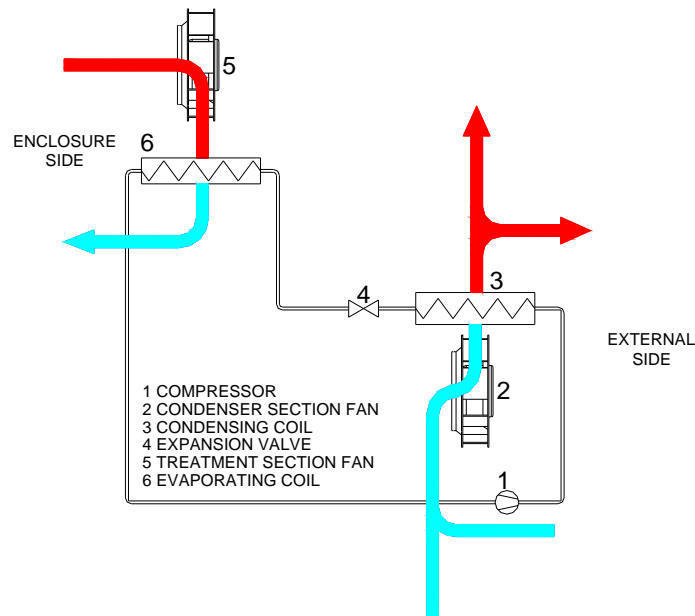 5
6
ENCLOSURE
SIDE
3
4
EXTERNAL
SIDE
2
1 COMPRESSOR
2 CONDENSER SECTION FAN
3 CONDENSING COIL
4 EXPANSION VALVE
5 TREATMENT SECTION FAN
6 EVAPORATING COIL
1